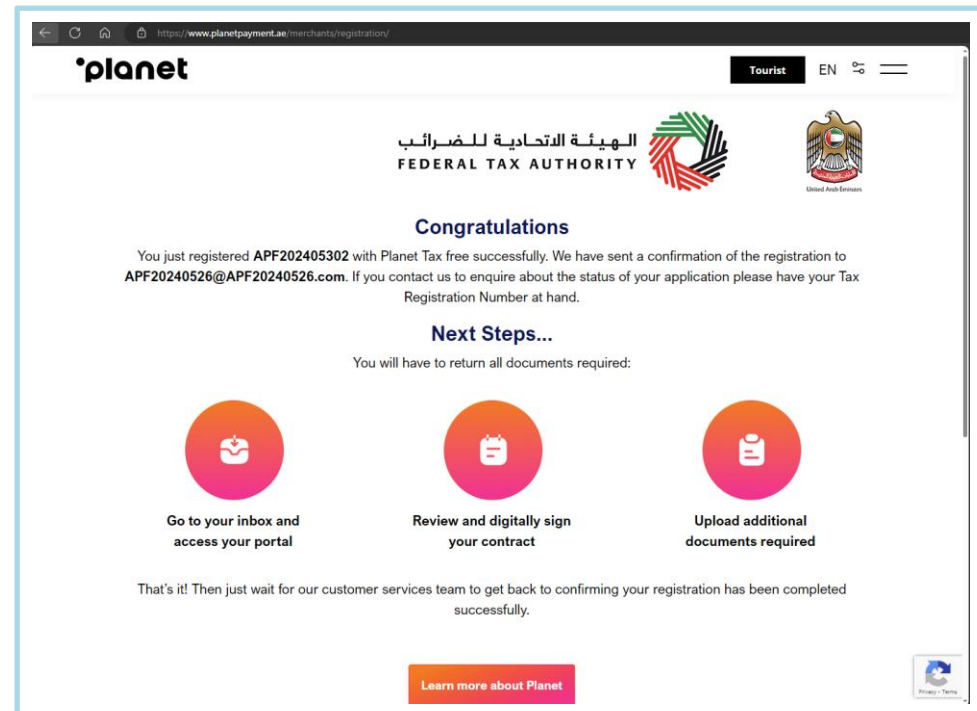 https://www.planetpayment.ae/merchants/registration/
planet
Tourist
EN
الهيئة الاتحادية للضرائب
FEDERAL TAX AUTHORITY
United Arab Emirates
Congratulations
You just registered APF202405302 with Planet Tax free successfully. We have sent a confirmation of the registration to
APF20240526@APF20240526.com. If you contact us to enquire about the status of your application please have your Tax
Registration Number at hand.
Next Steps...
You will have to return all documents required:
Go to your inbox and
access your portal
Review and digitally sign
your contract
Upload additional
documents required
That's it! Then just wait for our customer services team to get back to confirming your registration has been completed
successfully.
Learn more about Planet
Privacy - Terms